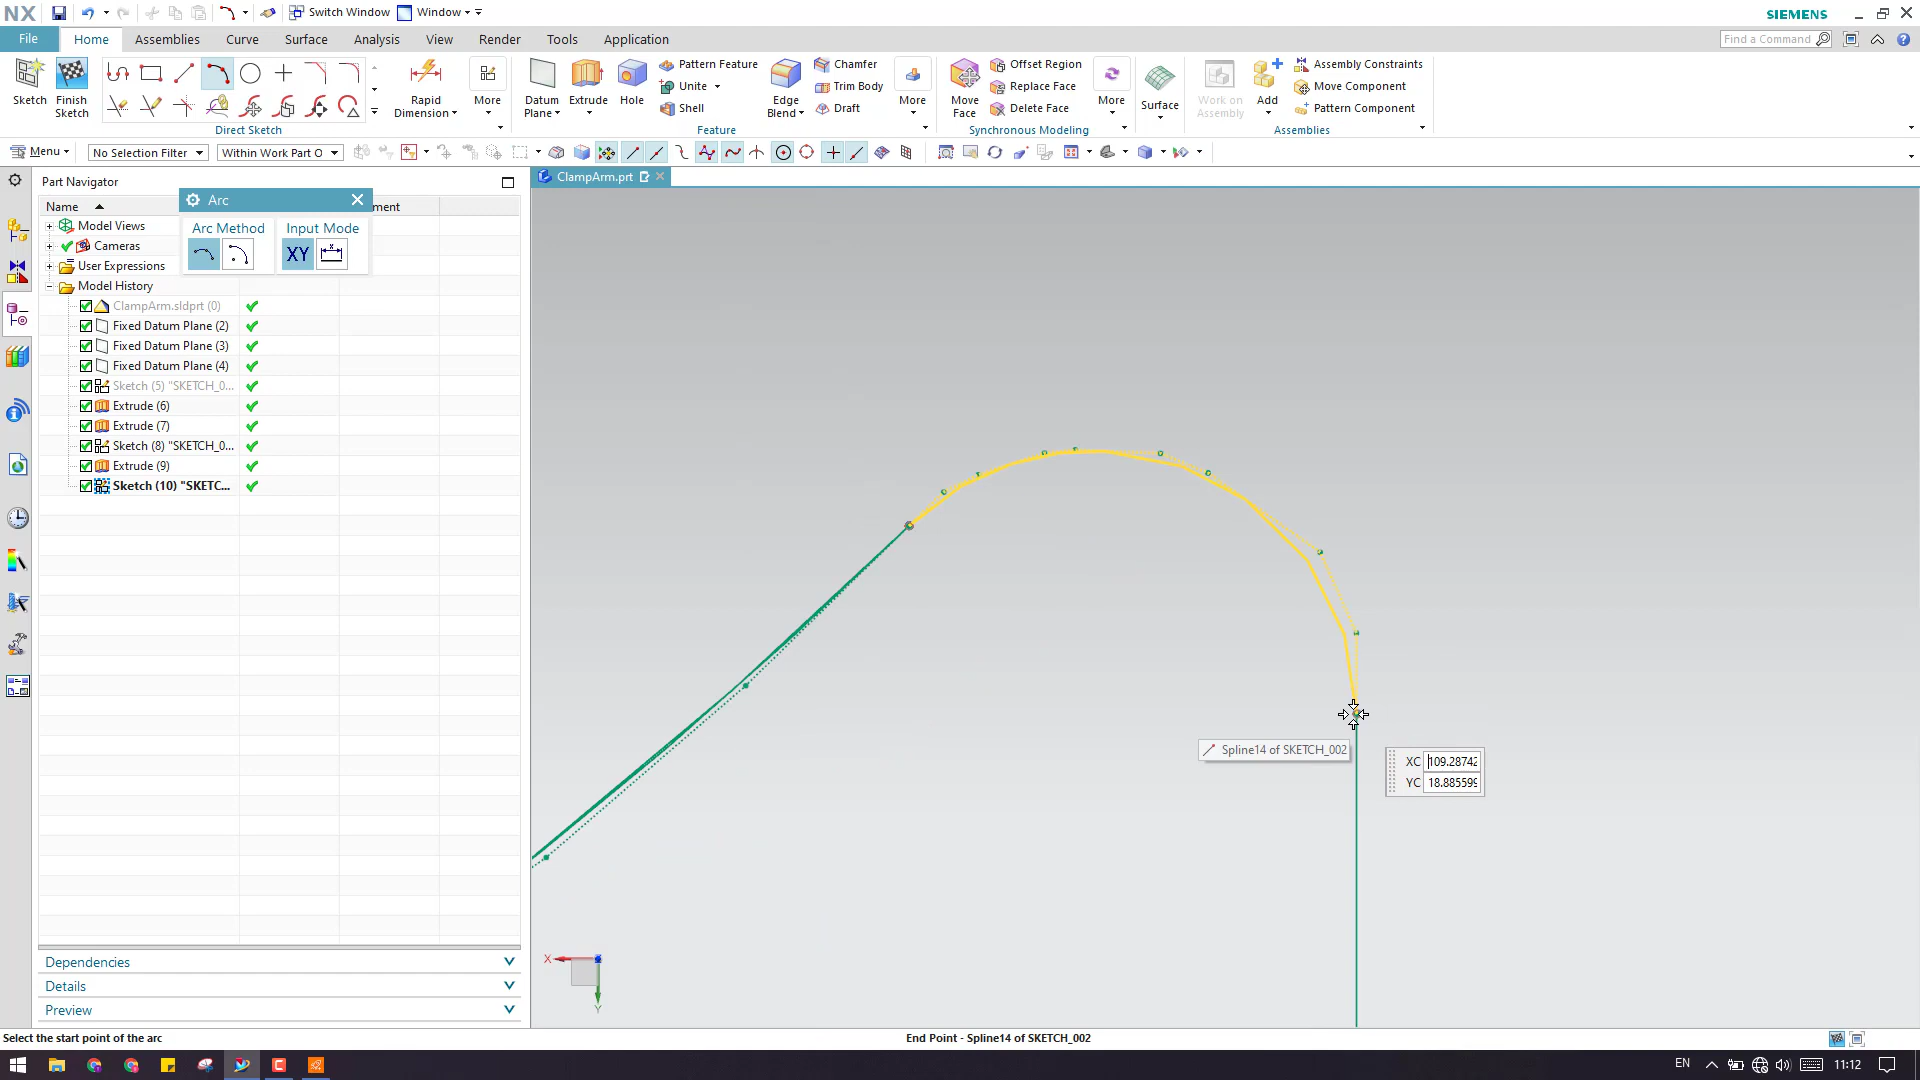 NX Switch Window Window SIEMENS
File Home Assemblies Curve Surface Analysis View Render Tools Application Find a Command
Sketch Finish Sketch Rapid Dimension More Datum Plane Extrude Hole Pattern Feature Unite Shell Edge Blend Chamfer Trim Body Draft More Move Face Offset Region Replace Face Delete Face More Surface Work on Assembly Add Assembly Constraints Move Component Pattern Component
Direct Sketch Feature Synchronous Modeling Assemblies
Menu No Selection Filter Within Work Part O
Part Navigator ClampArm.prt
Name Arc ment
Model Views Arc Method Input Mode
Cameras XY
User Expressions
Model History
ClampArm.sldprt (0)
Fixed Datum Plane (2)
Fixed Datum Plane (3)
Fixed Datum Plane (4)
Sketch (5) "SKETCH_0...
Extrude (6)
Extrude (7)
Sketch (8) "SKETCH_0...
Extrude (9)
Sketch (10) "SKETC...
Spline14 of SKETCH_002
XC 109.28742
YC 18.885599
X
Y
Dependencies
Details
Preview
Select the start point of the arc End Point - Spline14 of SKETCH_002
EN 11:12